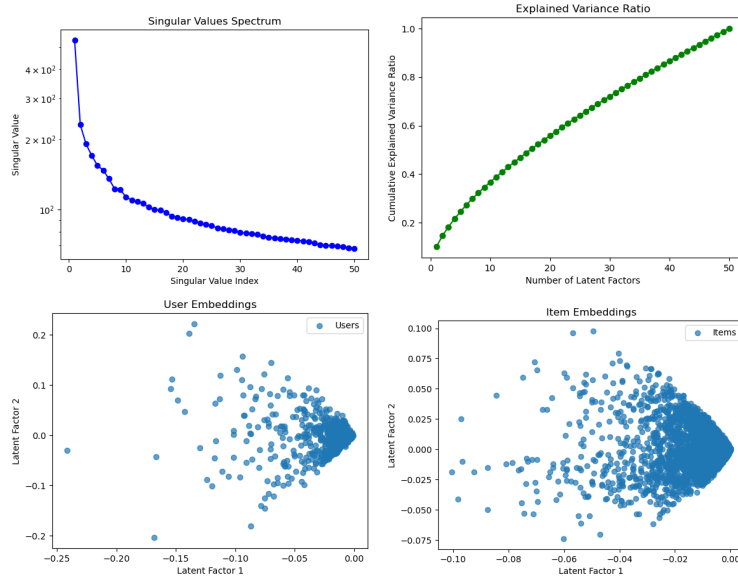 Singular Values Spectrum
Singular Value
4 × 10²
3 × 10²
2 × 10²
10²
0
10
20
30
40
50
Singular Value Index
Explained Variance Ratio
Cumulative Explained Variance Ratio
1.0
0.8
0.6
0.4
0.2
0
10
20
30
40
50
Number of Latent Factors
User Embeddings
Users
Latent Factor 2
0.2
0.1
0.0
−0.1
−0.2
−0.25
−0.20
−0.15
−0.10
−0.05
0.00
Latent Factor 1
Item Embeddings
Items
Latent Factor 2
0.100
0.075
0.050
0.025
0.000
−0.025
−0.050
−0.075
−0.10
−0.08
−0.06
−0.04
−0.02
0.00
Latent Factor 1